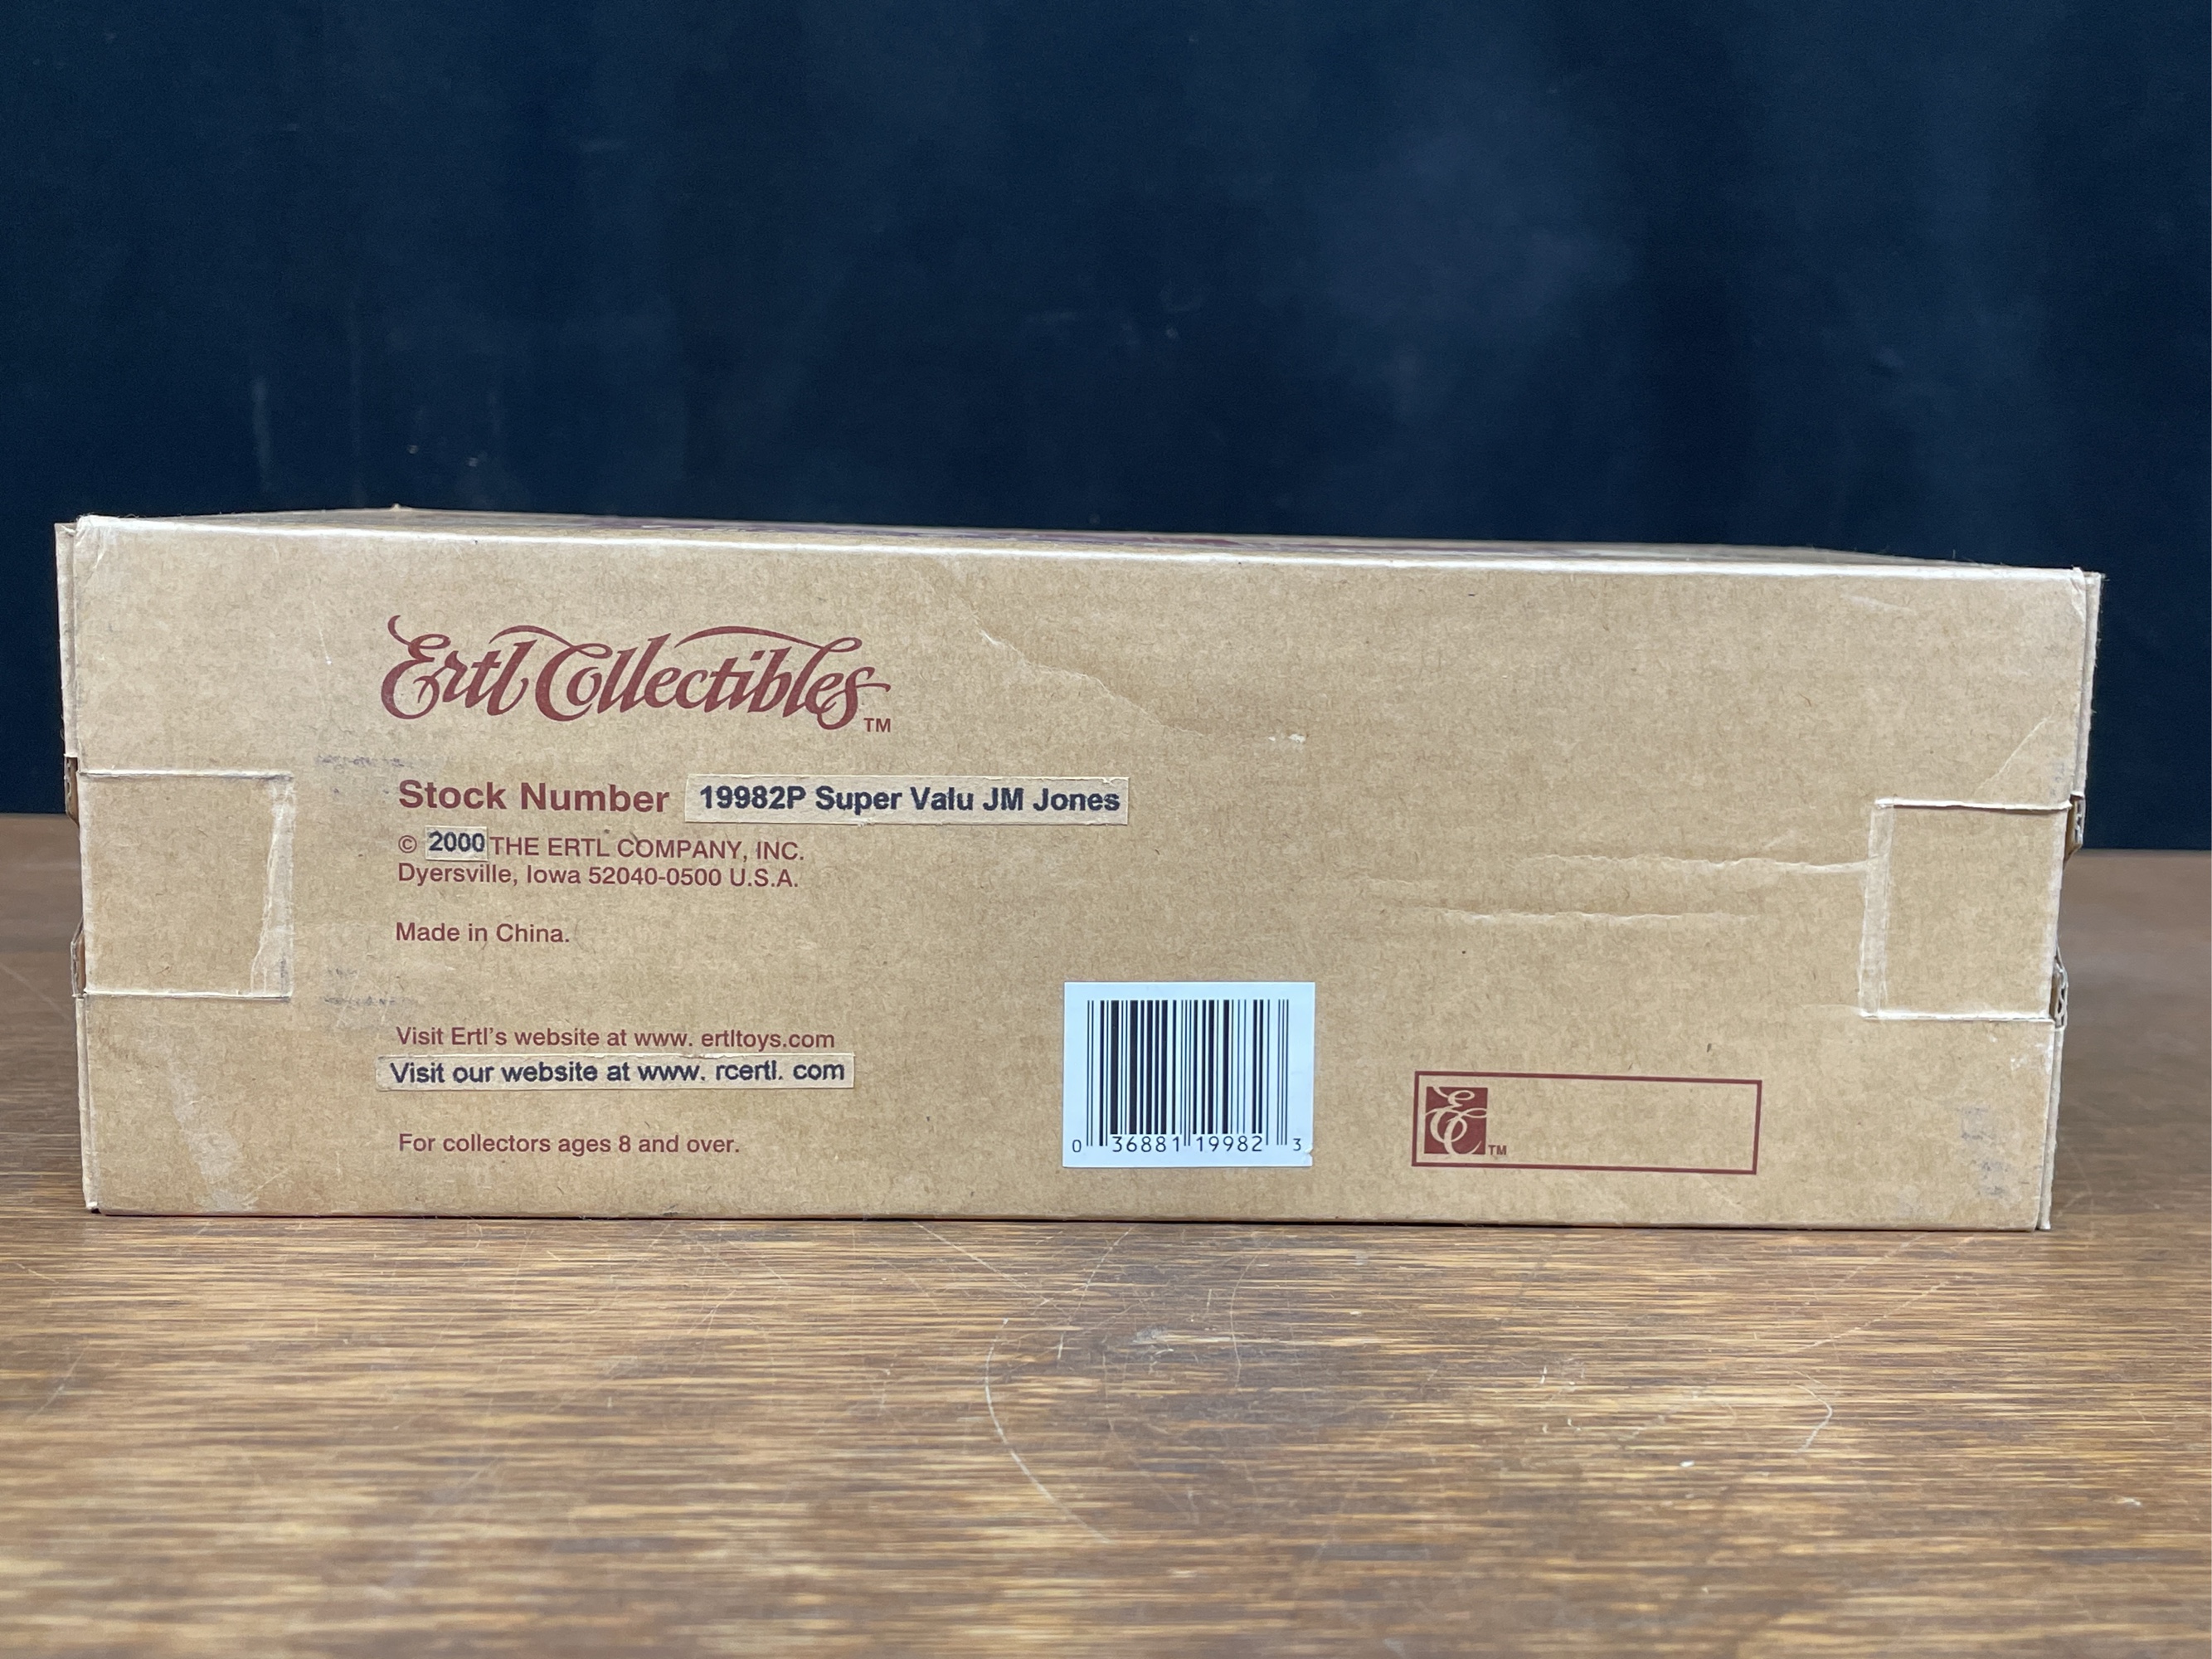 Ertl Collectibles TM
Stock Number 19982P Super Valu JM Jones
© 2000 THE ERTL COMPANY, INC.
Dyersville, Iowa 52040-0500 U.S.A.
Made in China.
Visit Ertl's website at www. ertltoys.com
Visit our website at www. rcertl. com
For collectors ages 8 and over.
0 36881 19982 3
EC TM